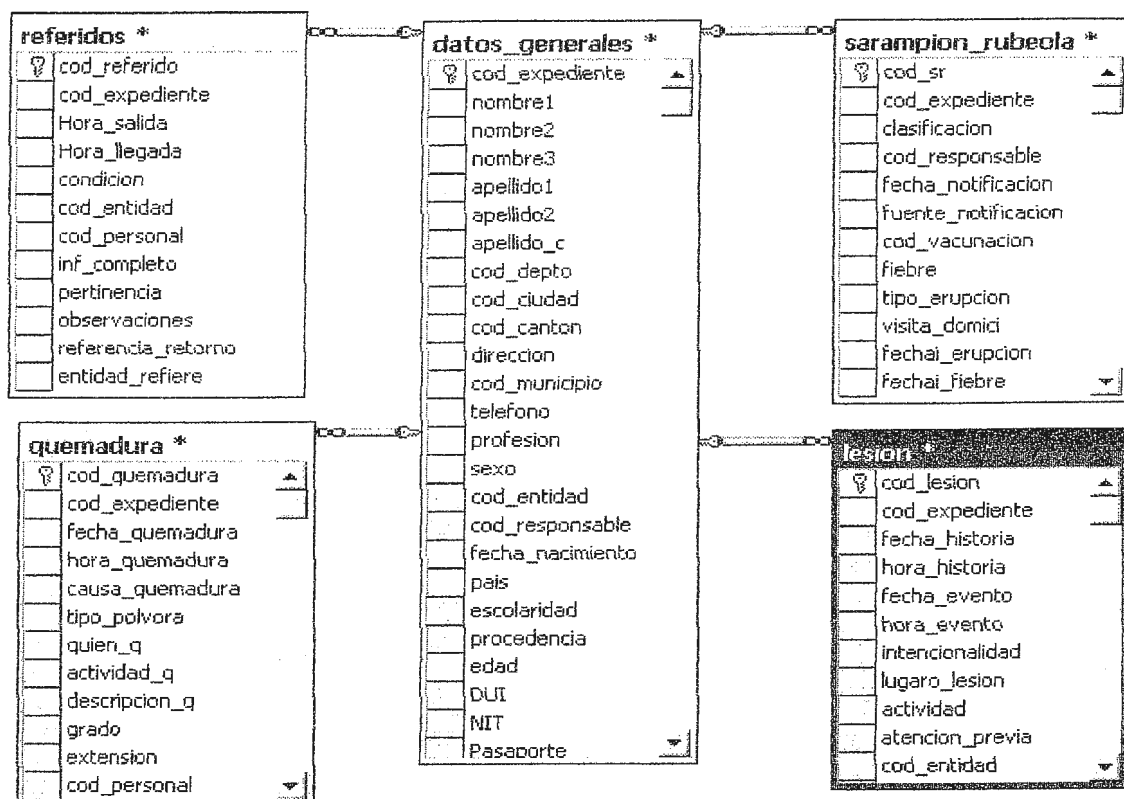 referidos *
cod_referido
cod_expediente
Hora_salida
Hora_llegada
condicion
cod_entidad
cod_personal
inf_completo
pertinencia
observaciones
referencia_retorno
entidad_refiere
quemadura *
cod_quemadura
cod_expediente
fecha_quemadura
hora_quemadura
causa_quemadura
tipo_polvora
quien_q
actividad_q
descripcion_q
grado
extension
cod_personal
datos_generales *
cod_expediente
nombre1
nombre2
nombre3
apellido1
apellido2
apellido_c
cod_depto
cod_ciudad
cod_canton
direccion
cod_municipio
telefono
profesion
sexo
cod_entidad
cod_responsable
fecha_nacimiento
pais
escolaridad
procedencia
edad
DUI
NIT
Pasaporte
sarampion_rubeola *
cod_sr
cod_expediente
clasificacion
cod_responsable
fecha_notificacion
fuente_notificacion
cod_vacunacion
fiebre
tipo_erupcion
visita_domici
fechai_erupcion
fechai_fiebre
lesion *
cod_lesion
cod_expediente
fecha_historia
hora_historia
fecha_evento
hora_evento
intencionalidad
lugaro_lesion
actividad
atencion_previa
cod_entidad